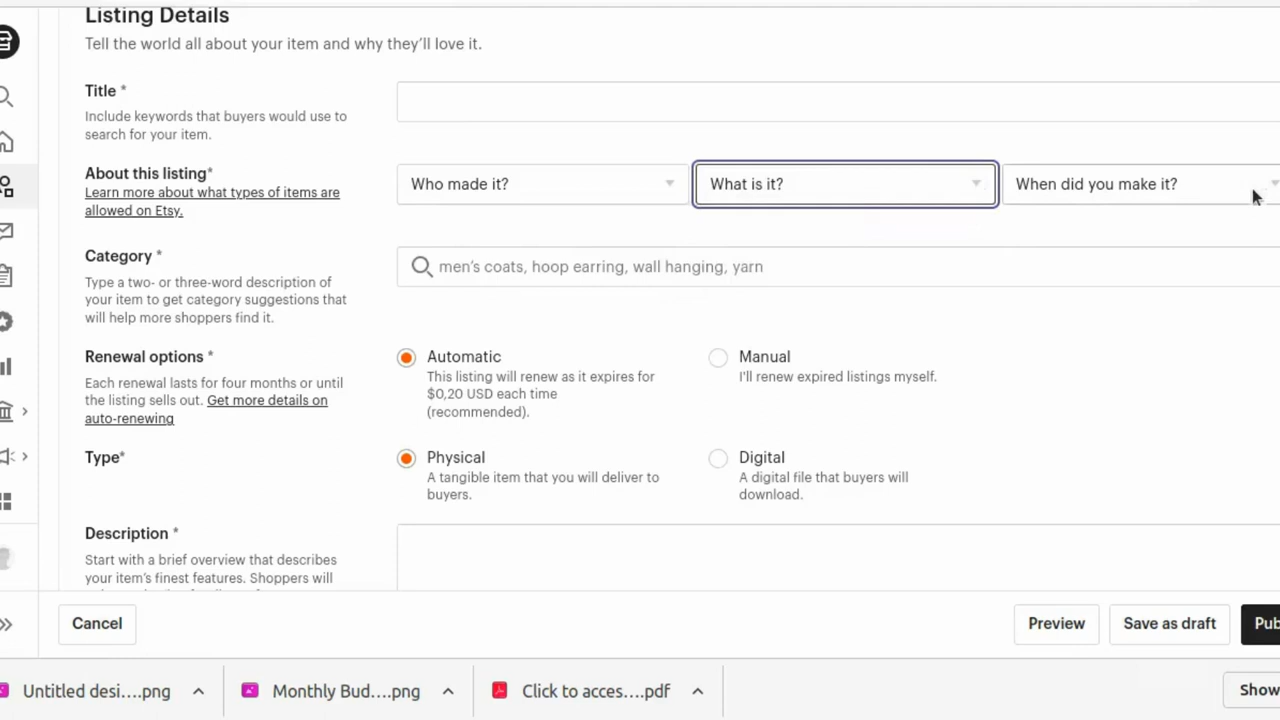 Listing Details
Tell the world all about your item and why they'll love it.
Title *
Include keywords that buyers would use to
search for your item.
About this listing*
Learn more about what types of items are
allowed on Etsy.
Who made it?
What is it?
When did you make it?
Category *
Type a two- or three-word description of
your item to get category suggestions that
will help more shoppers find it.
men's coats, hoop earring, wall hanging, yarn
Renewal options *
Each renewal lasts for four months or until
the listing sells out. Get more details on
auto-renewing
Automatic
This listing will renew as it expires for
$0,20 USD each time
(recommended).
Manual
I'll renew expired listings myself.
Type*
Physical
A tangible item that you will deliver to
buyers.
Digital
A digital file that buyers will
download.
Description *
Start with a brief overview that describes
your item's finest features. Shoppers will
Cancel
Preview
Save as draft
Pub
Untitled desi....png
Monthly Bud....png
Click to acces....pdf
Show